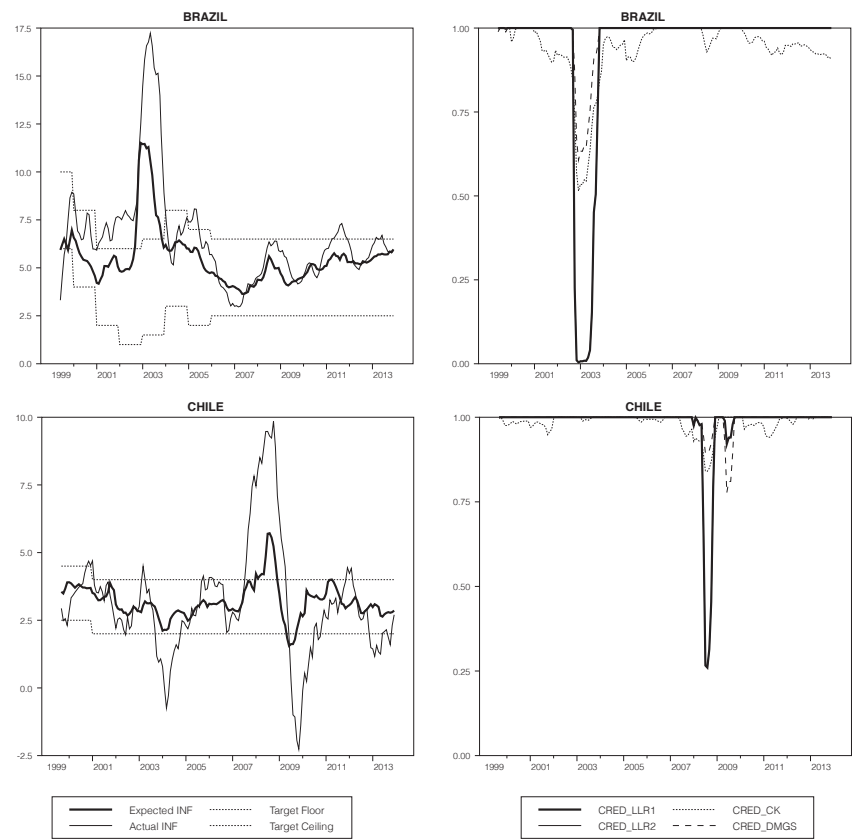 BRAZIL
17.5
15.0
12.5
10.0
7.5
5.0
2.5
0.0
1999 2001 2003 2005 2007 2009 2011 2013
BRAZIL
1.00
0.75
0.50
0.25
0.00
1999 2001 2003 2005 2007 2009 2011 2013
CHILE
10.0
7.5
5.0
2.5
0.0
-2.5
1999 2001 2003 2005 2007 2009 2011 2013
CHILE
1.00
0.75
0.50
0.25
0.00
1999 2001 2003 2005 2007 2009 2011 2013
Expected INF Target Floor
Actual INF Target Ceiling
CRED_LLR1 CRED_CK
CRED_LLR2 CRED_DMGS